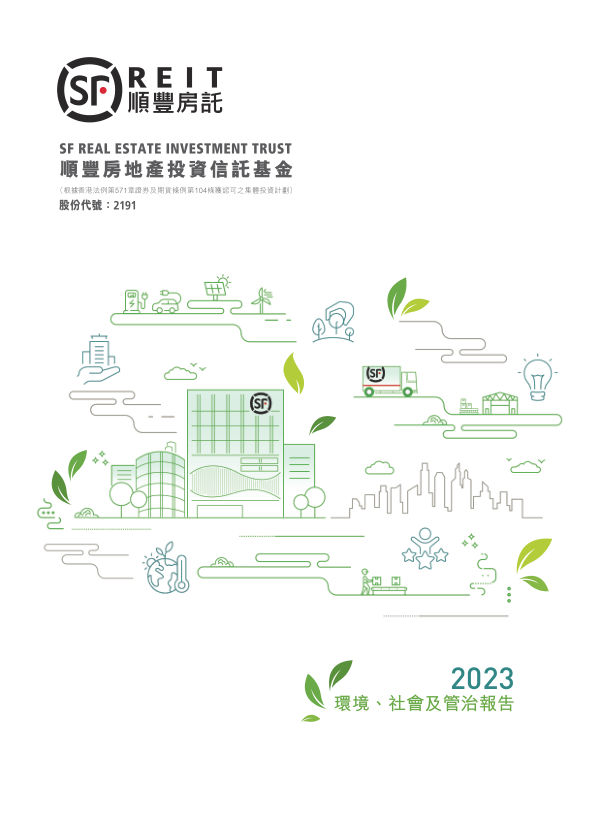 SF REIT
順豐房託
SF REAL ESTATE INVESTMENT TRUST
順豐房地產投資信託基金
(根據香港法例第571章證券及期貨條例第104條獲認可之集體投資計劃)
股份代號：2191
SF
SF
2023
環境、社會及管治報告